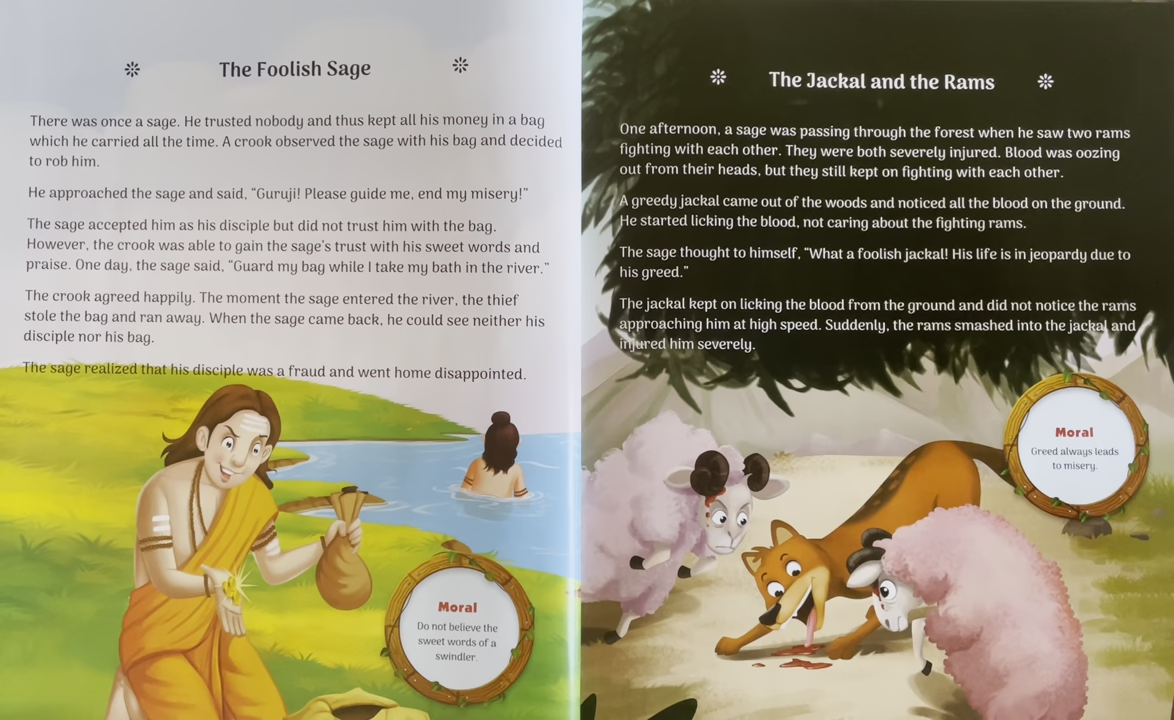 The Foolish Sage
There was once a sage. He trusted nobody and thus kept all his money in a bag
which he carried all the time. A crook observed the sage with his bag and decided
to rob him.
He approached the sage and said, “Guruji! Please guide me, end my misery!”
The sage accepted him as his disciple but did not trust him with the bag.
However, the crook was able to gain the sage’s trust with his sweet words and
praise. One day, the sage said, “Guard my bag while I take my bath in the river.”
The crook agreed happily. The moment the sage entered the river, the thief
stole the bag and ran away. When the sage came back, he could see neither his
disciple nor his bag.
The sage realized that his disciple was a fraud and went home disappointed.
Moral
Do not believe the
sweet words of a
swindler.
The Jackal and the Rams
One afternoon, a sage was passing through the forest when he saw two rams
fighting with each other. They were both severely injured. Blood was oozing
out from their heads, but they still kept on fighting with each other.
A greedy jackal came out of the woods and noticed all the blood on the ground.
He started licking the blood, not caring about the fighting rams.
The sage thought to himself, “What a foolish jackal! His life is in jeopardy due to
his greed.”
The jackal kept on licking the blood from the ground and did not notice the rams
approaching him at high speed. Suddenly, the rams smashed into the jackal and
injured him severely.
Moral
Greed always leads
to misery.